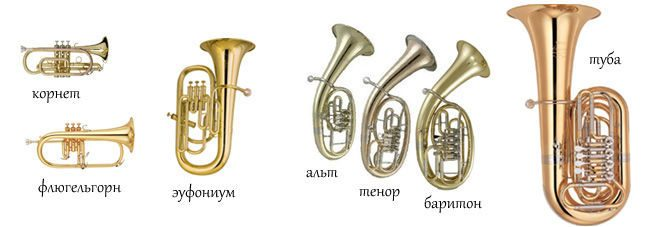 корнет
флюгельгорн
эуфониум
альт
тенор
баритон
туба